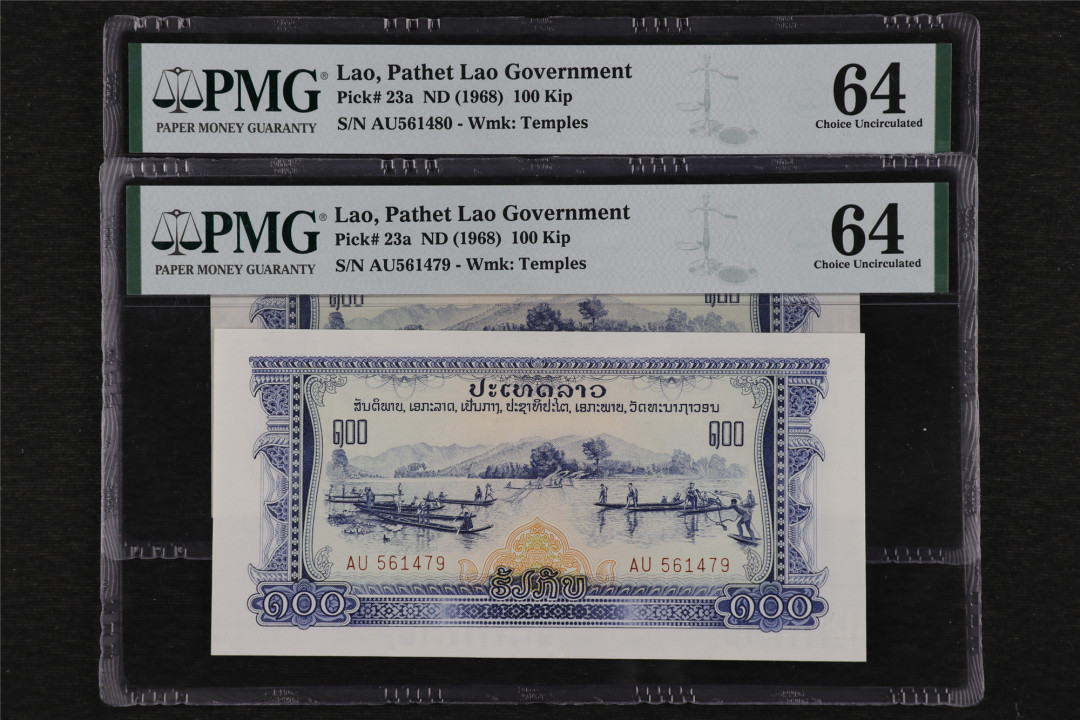 PMG®
PAPER MONEY GUARANTY
Lao, Pathet Lao Government
Pick# 23a ND (1968) 100 Kip
S/N AU561480 - Wmk: Temples
64
Choice Uncirculated
PMG®
PAPER MONEY GUARANTY
Lao, Pathet Lao Government
Pick# 23a ND (1968) 100 Kip
S/N AU561479 - Wmk: Temples
64
Choice Uncirculated
໑໐໐ ໑໐໐
ປະເທດລາວ
ສັນຕິພາບ, ເອກະລາດ, ເປັນກາງ, ປະຊາທິປະໄຕ, ເອກະພາບ, ວັດທະນາຖາວອນ
໑໐໐ ໑໐໐
AU 561479 AU 561479
ຮ້ອຍກີບ
໑໐໐ ໑໐໐